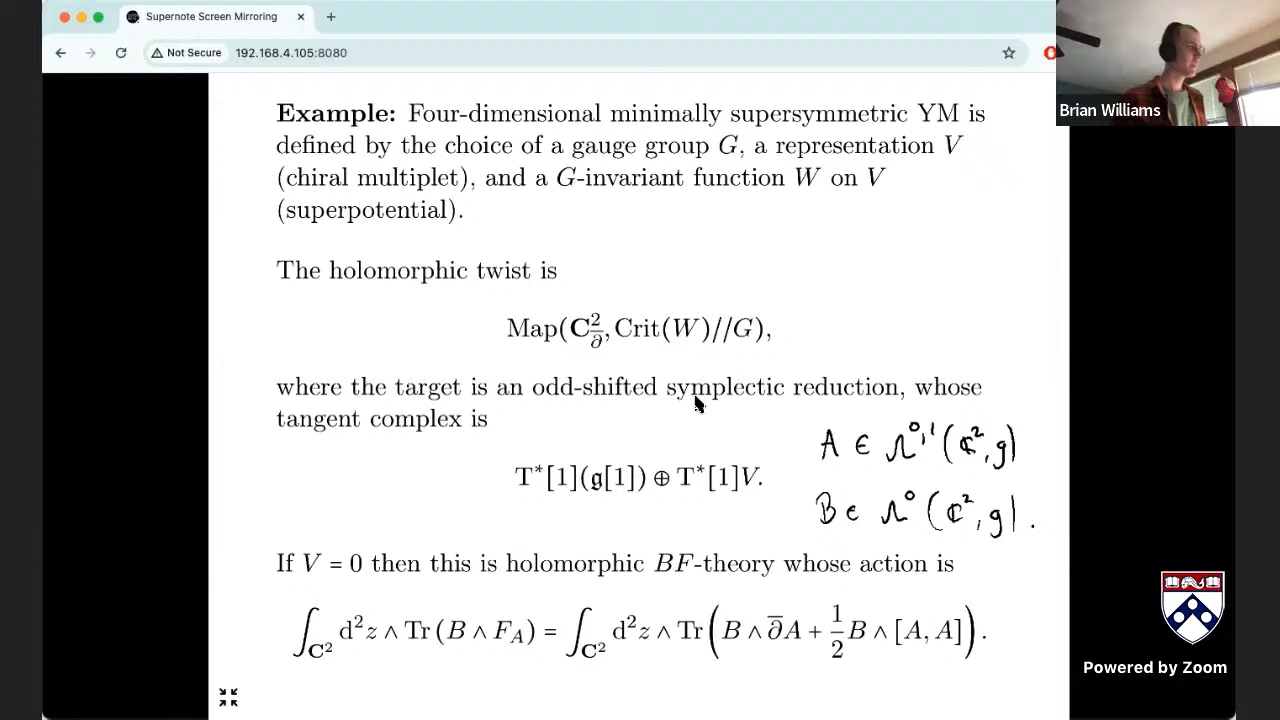 Supernote Screen Mirroring
Not Secure 192.168.4.105:8080
Brian Williams
Example: Four-dimensional minimally supersymmetric YM is
defined by the choice of a gauge group G, a representation V
(chiral multiplet), and a G-invariant function W on V
(superpotential).
The holomorphic twist is
Map(C²_∂̅, Crit(W)//G),
where the target is an odd-shifted symplectic reduction, whose
tangent complex is
A ∈ Ω^{0,1}(ℂ², g)
T*[1](𝔤[1]) ⊕ T*[1]V.
B ∈ Ω^0(ℂ², g).
If V = 0 then this is holomorphic BF-theory whose action is
∫_{C²} d²z ∧ Tr (B ∧ F_A) = ∫_{C²} d²z ∧ Tr(B ∧ ∂̅A + 1/2 B ∧ [A, A]).
Powered by Zoom